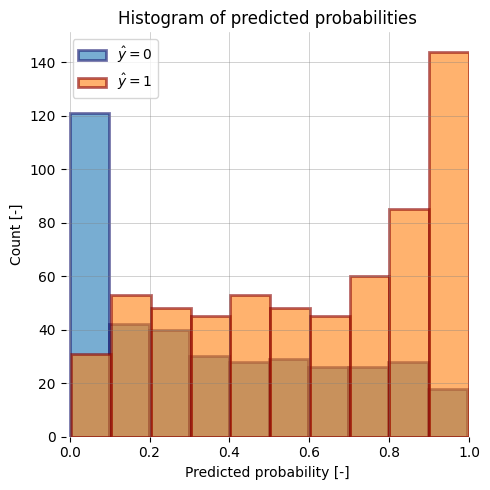 Histogram of predicted probabilities
ŷ = 0
ŷ = 1
140
120
100
80
60
40
20
0
Count [-]
0.0 0.2 0.4 0.6 0.8 1.0
Predicted probability [-]